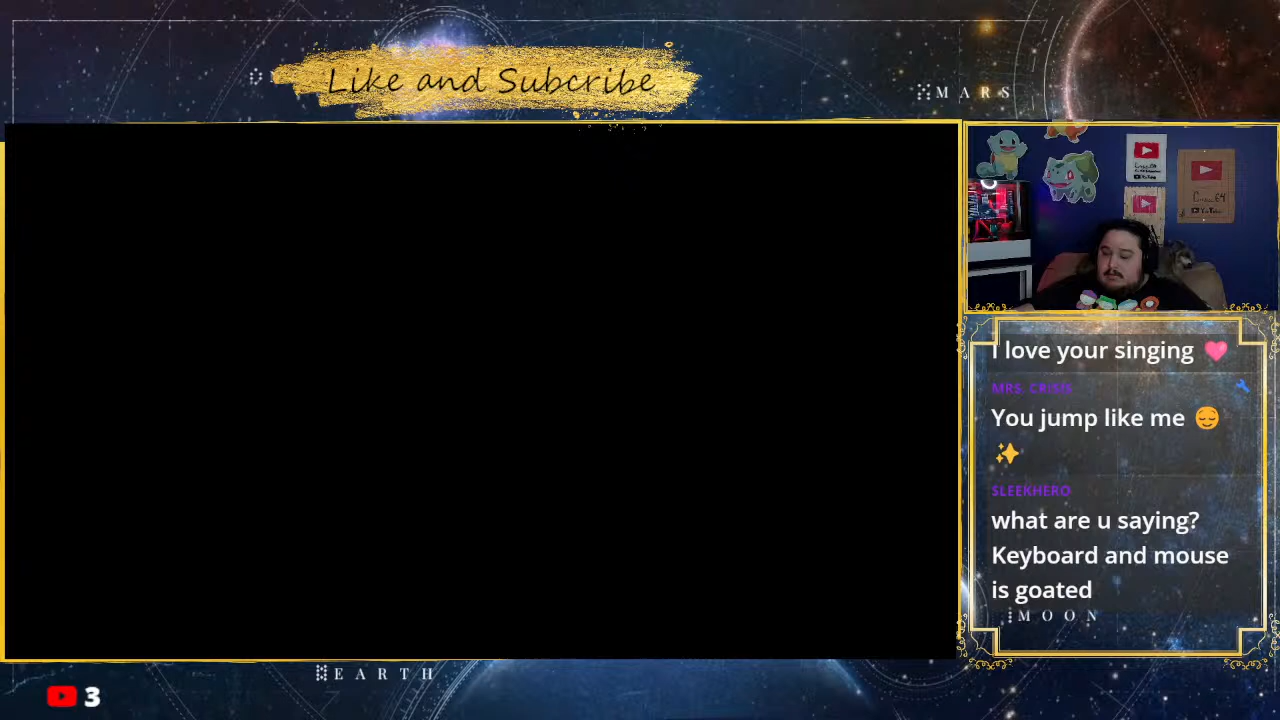 Like and Subcribe
MARS
I love your singing
MRS. CRISIS
You jump like me
SLEEKHERO
what are u saying?
Keyboard and mouse
is goated
MOON
EARTH
3